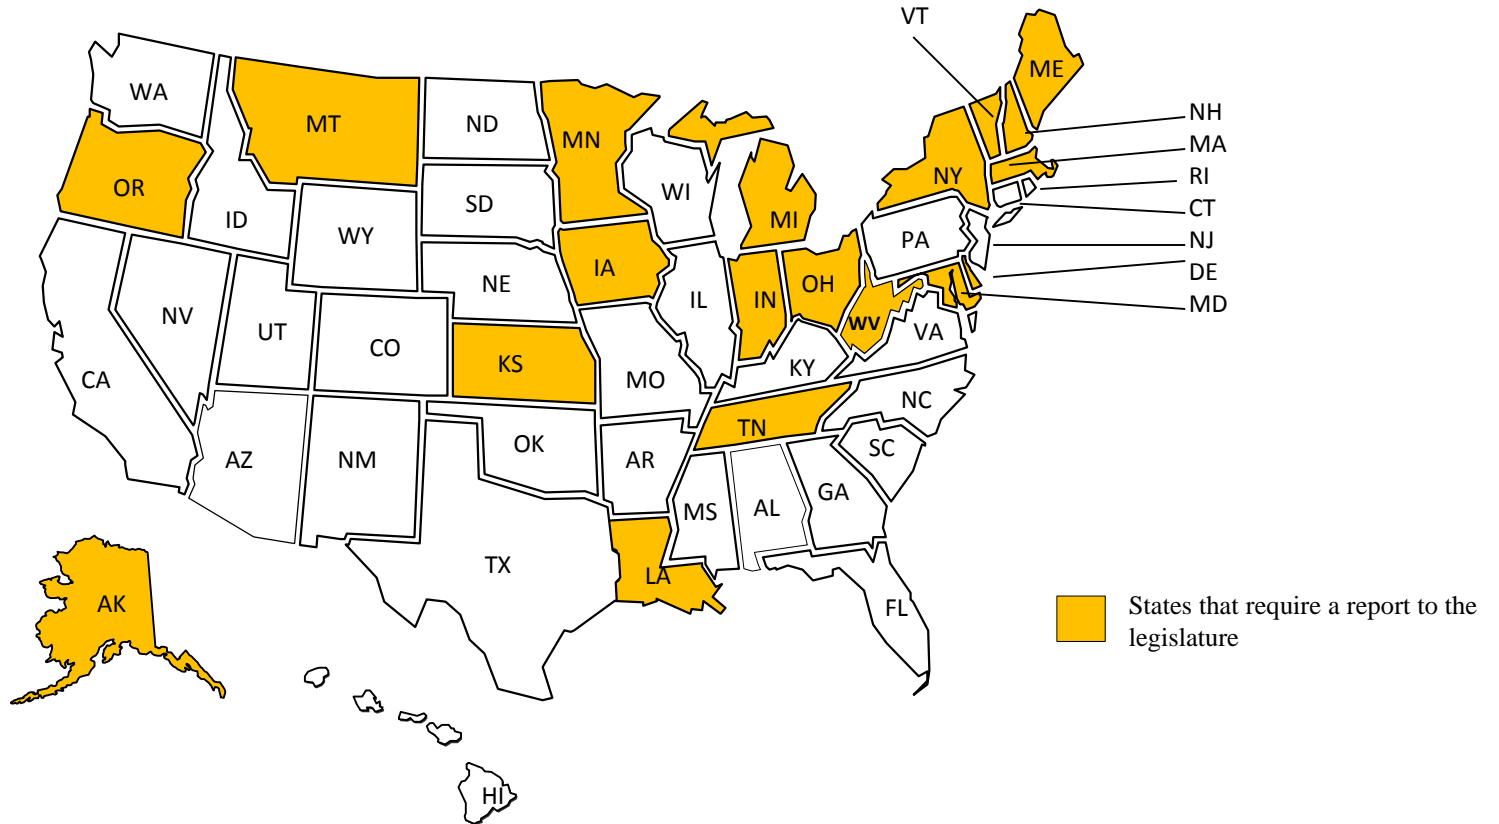 VT
ME
WA
NH
MT
ND
MN
MA
OR
WI
NY
RI
SD
CT
ID
MI
WY
PA
NJ
IA
DE
NE
OH
IL
IN
MD
NV
WV
UT
VA
CO
KS
KY
CA
MO
NC
TN
OK
SC
AZ
NM
AR
GA
MS
AL
TX
LA
AK
FL
States that require a report to the
legislature
HI